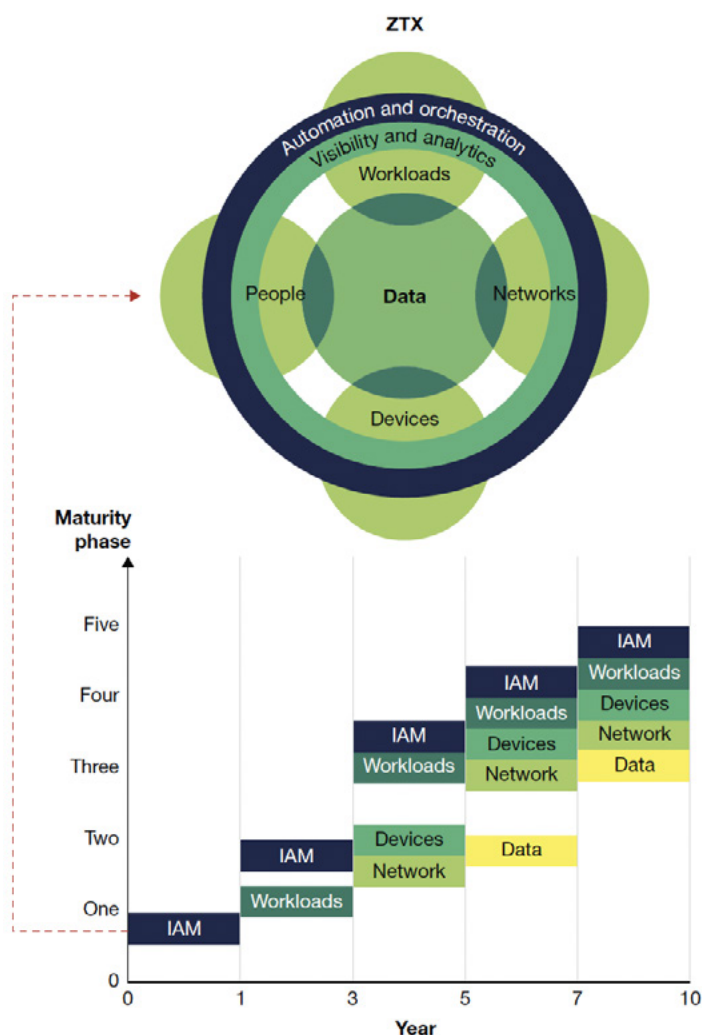 ZTX
Automation and orchestration
Visibility and analytics
Workloads
People
Data
Networks
Devices
Maturity
phase
Five
IAM
Workloads
Four
IAM
Devices
Workloads
Network
IAM
Devices
Data
Three
Workloads
Network
Two
Devices
IAM
Data
Network
One
Workloads
IAM
0
0 1 3 5 7 10
Year